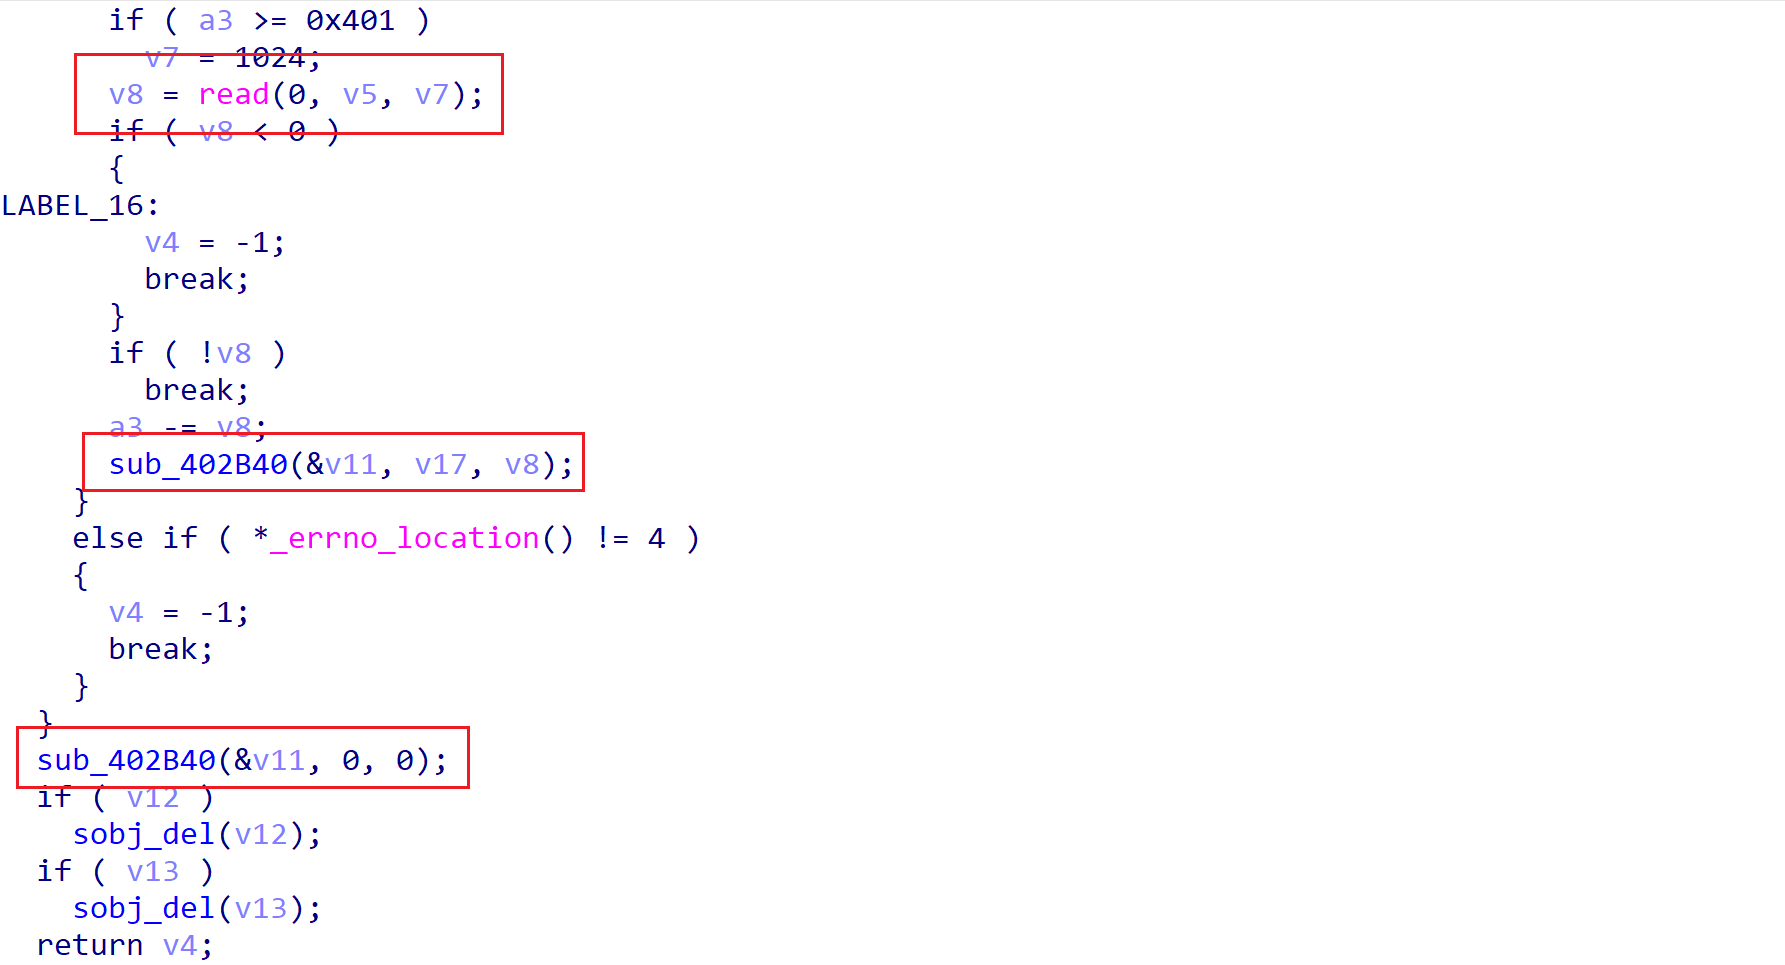 if ( a3 >= 0x401 )
v7 = 1024;
v8 = read(0, v5, v7);
if ( v8 < 0 )
{
LABEL_16:
v4 = -1;
break;
}
if ( !v8 )
break;
a3 -= v8;
sub_402B40(&v11, v17, v8);
}
else if ( *_errno_location() != 4 )
{
v4 = -1;
break;
}
}
sub_402B40(&v11, 0, 0);
if ( v12 )
sobj_del(v12);
if ( v13 )
sobj_del(v13);
return v4;